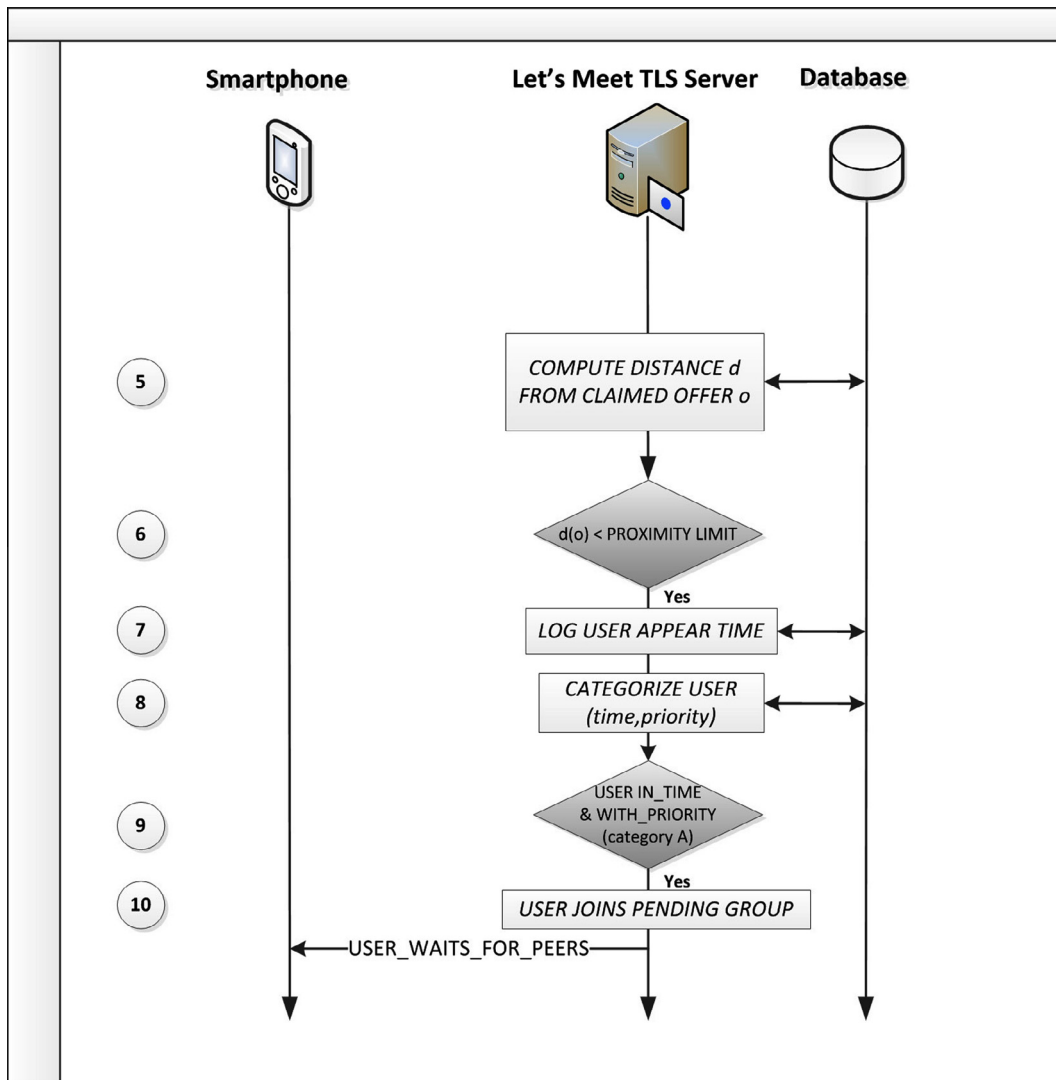 Smartphone
Let's Meet TLS Server
Database
5
COMPUTE DISTANCE d
FROM CLAIMED OFFER o
6
d(o) < PROXIMITY LIMIT
Yes
7
LOG USER APPEAR TIME
8
CATEGORIZE USER
(time,priority)
9
USER IN_TIME
& WITH_PRIORITY
(category A)
Yes
10
USER JOINS PENDING GROUP
USER_WAITS_FOR_PEERS